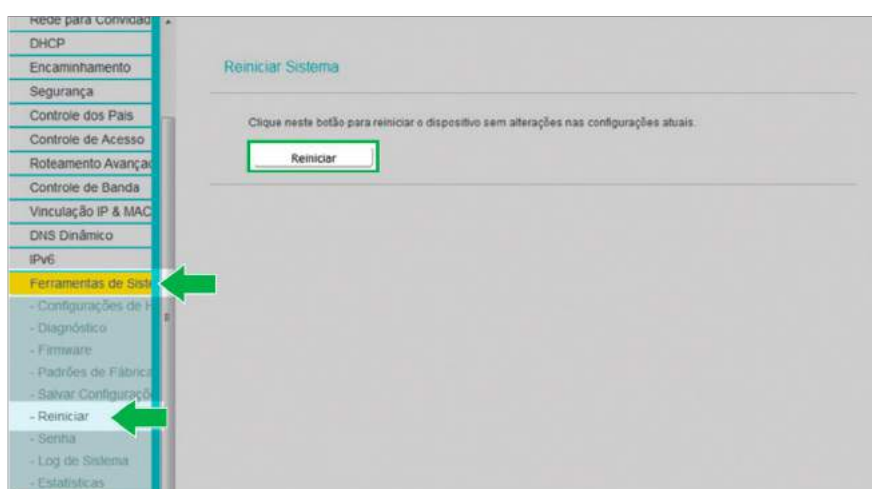 Rede para Convidad
DHCP
Encaminhamento
Segurança
Controle dos Pais
Controle de Acesso
Roteamento Avançad
Controle de Banda
Vinculação IP & MAC
DNS Dinâmico
IPv6
Ferramentas de Siste
- Configurações de H
- Diagnóstico
- Firmware
- Padrões de Fábrica
- Salvar Configuraçõ
- Reiniciar
- Senha
- Log de Sistema
- Estatísticas
Reiniciar Sistema
Clique neste botão para reiniciar o dispositivo sem alterações nas configurações atuais.
Reiniciar